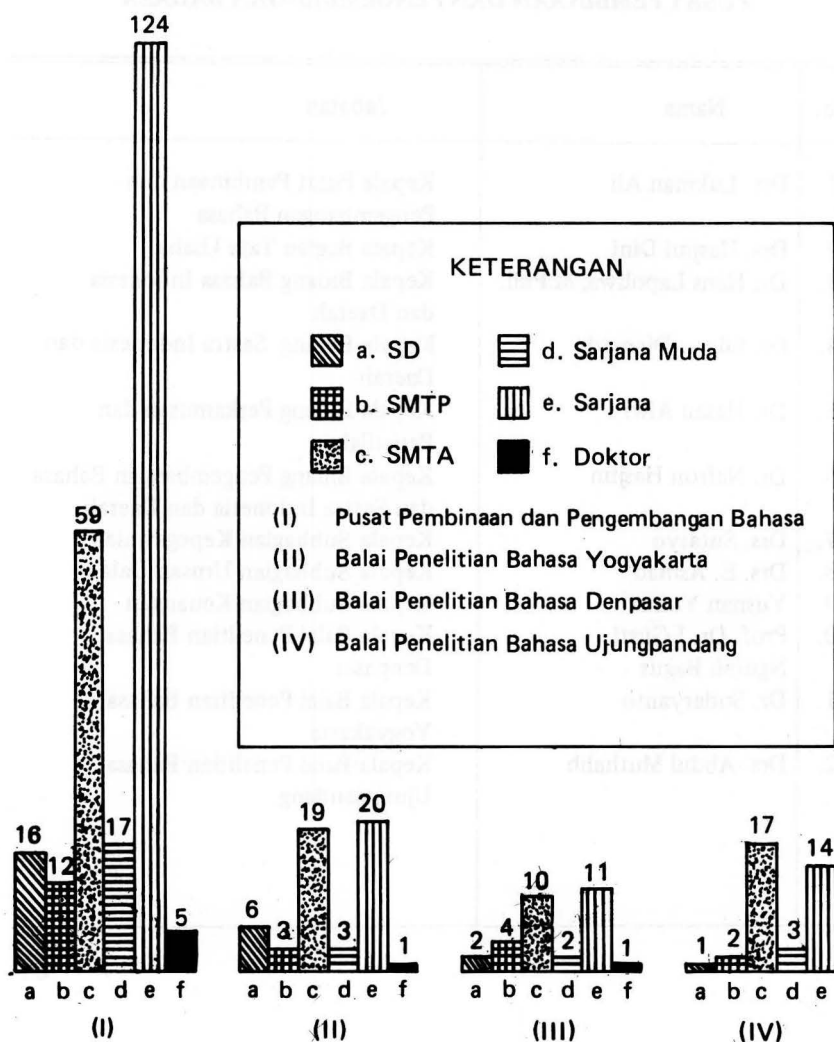 124
KETERANGAN
a. SD
d. Sarjana Muda
b. SMTP
e. Sarjana
c. SMTA
f. Doktor
(I) Pusat Pembinaan dan Pengembangan Bahasa
(II) Balai Penelitian Bahasa Yogyakarta
(III) Balai Penelitian Bahasa Denpasar
(IV) Balai Penelitian Bahasa Ujungpandang
16 12 59 17 5
6 3 19 3 20 1
2 4 10 2 11 1
1 2 17 3 14
a b c d e f
a b c d e f
a b c d e f
a b c d e
(I) (II) (III) (IV)